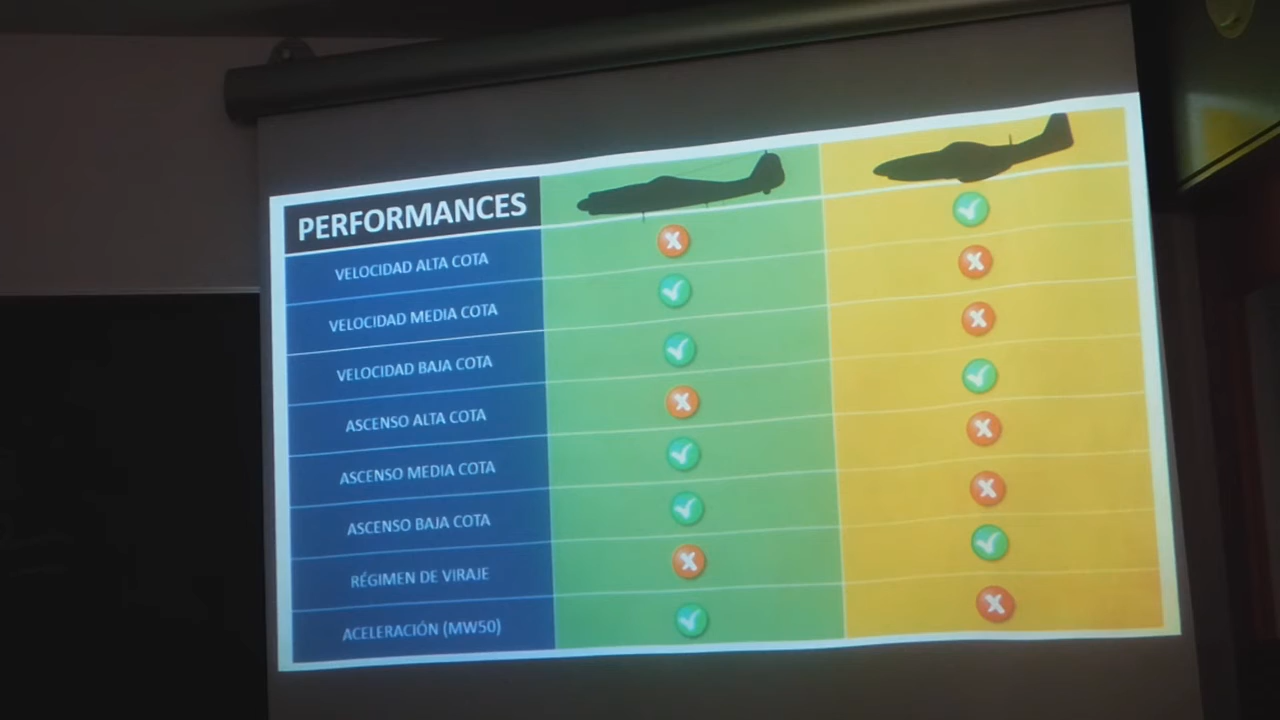 PERFORMANCES
VELOCIDAD ALTA COTA
VELOCIDAD MEDIA COTA
VELOCIDAD BAJA COTA
ASCENSO ALTA COTA
ASCENSO MEDIA COTA
ASCENSO BAJA COTA
RÉGIMEN DE VIRAJE
ACELERACIÓN (MW50)